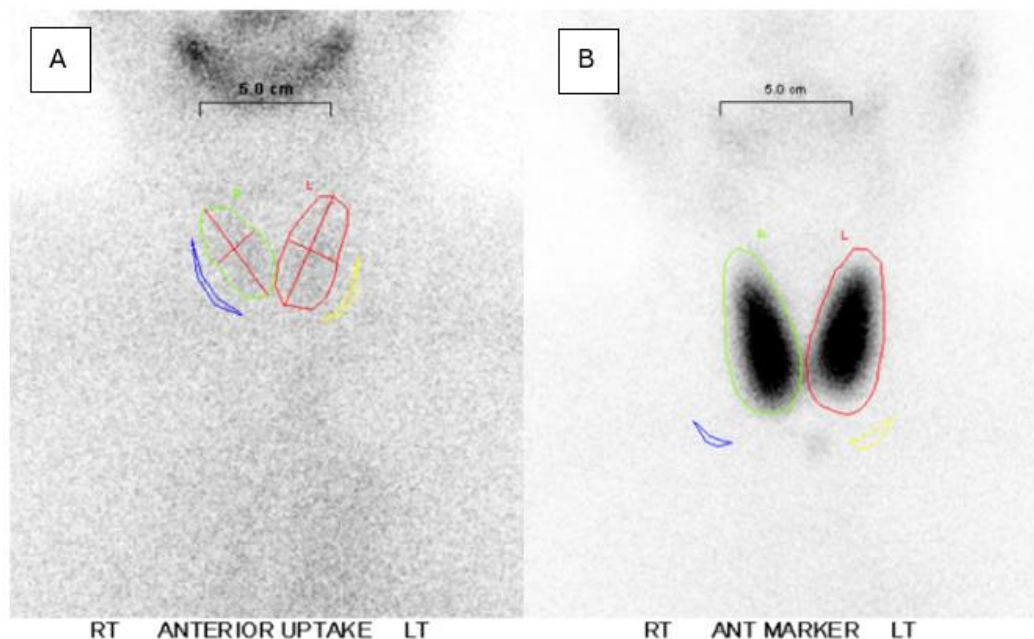 A
B
5.0 cm
5.0 cm
R
L
R
L
RT ANTERIOR UPTAKE LT
RT ANT MARKER LT